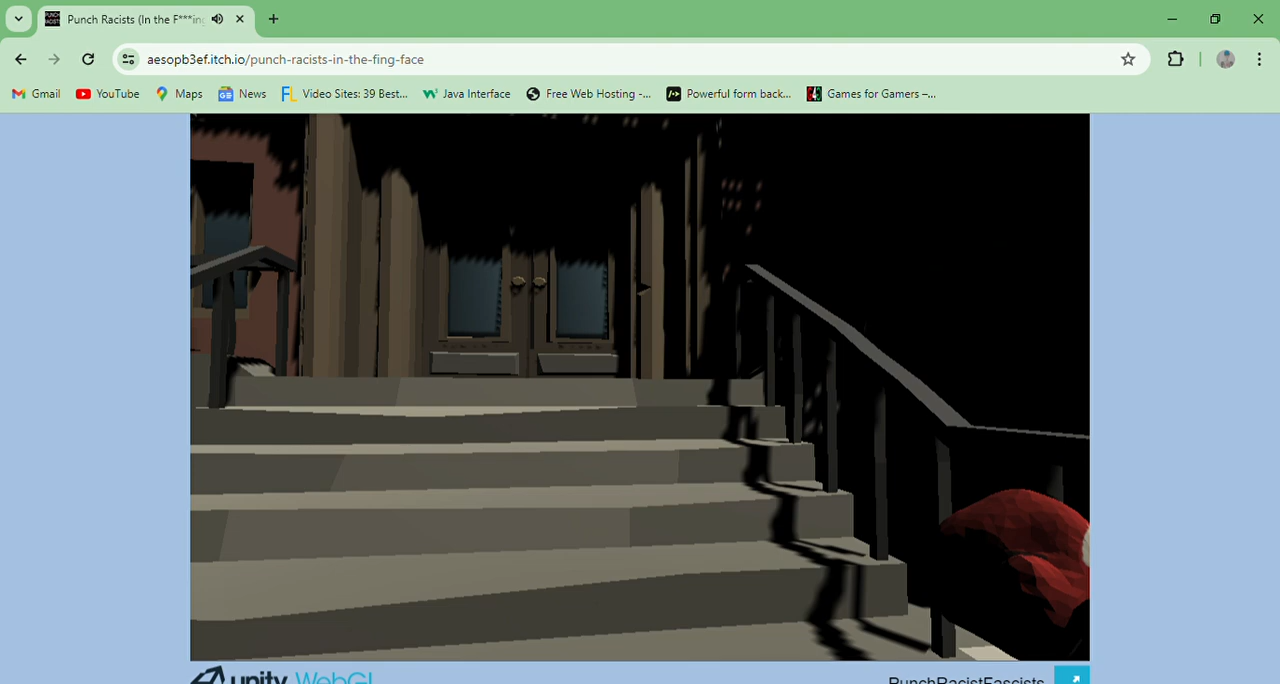 Punch Racists (In the F***ing
aesopb3ef.itch.io/punch-racists-in-the-fing-face
Gmail YouTube Maps News Video Sites: 39 Best... Java Interface Free Web Hosting -... Powerful form back... Games for Gamers –...
unity WebGL PunchRacistFascists